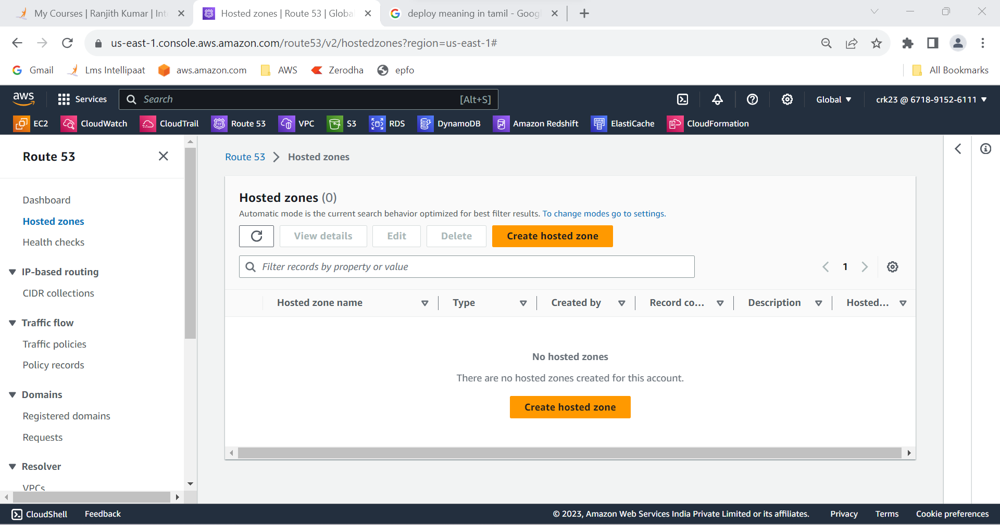 My Courses | Ranjith Kumar | Int
Hosted zones | Route 53 | Globa
deploy meaning in tamil - Googl
us-east-1.console.aws.amazon.com/route53/v2/hostedzones?region=us-east-1#
Gmail
Lms Intellipaat
aws.amazon.com
AWS
Zerodha
epfo
All Bookmarks
aws
Services
Search
[Alt+S]
Global
crk23 @ 6718-9152-6111
EC2
CloudWatch
CloudTrail
Route 53
VPC
S3
RDS
DynamoDB
Amazon Redshift
ElastiCache
CloudFormation
Route 53
Dashboard
Hosted zones
Health checks
IP-based routing
CIDR collections
Traffic flow
Traffic policies
Policy records
Domains
Registered domains
Requests
Resolver
VPCs
Route 53 > Hosted zones
Hosted zones (0)
Automatic mode is the current search behavior optimized for best filter results. To change modes go to settings.
View details
Edit
Delete
Create hosted zone
Filter records by property or value
1
Hosted zone name
Type
Created by
Record co...
Description
Hosted...
No hosted zones
There are no hosted zones created for this account.
Create hosted zone
CloudShell
Feedback
© 2023, Amazon Web Services India Private Limited or its affiliates.
Privacy
Terms
Cookie preferences